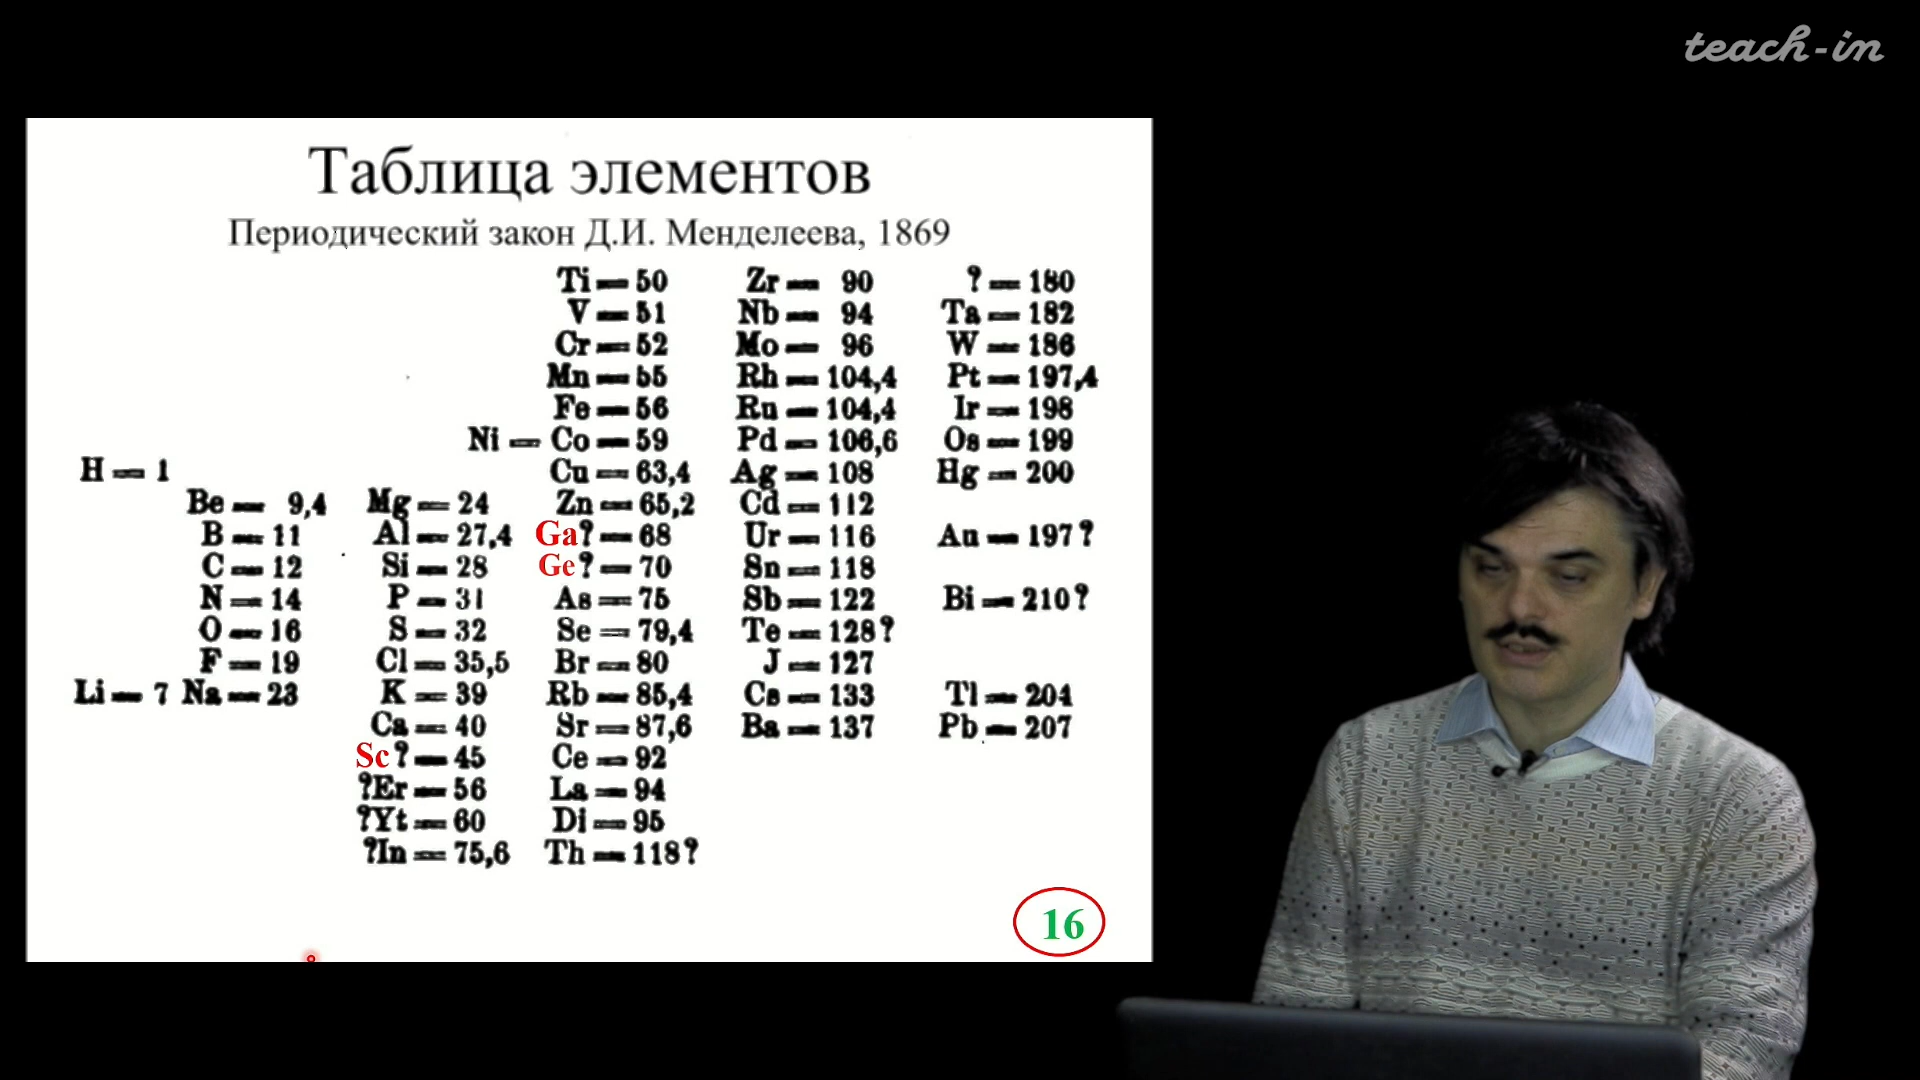 teach-in
Таблица элементов
Периодический закон Д.И. Менделеева, 1869
Ti — 50 Zr — 90 ? — 180
V — 51 Nb — 94 Ta — 182
Cr — 52 Mo — 96 W — 186
Mn — 55 Rh — 104,4 Pt — 197,4
Fe — 56 Ru — 104,4 Ir — 198
Ni — Co — 59 Pd — 106,6 Os — 199
H — 1 Cu — 63,4 Ag — 108 Hg — 200
Be — 9,4 Mg — 24 Zn — 65,2 Cd — 112
B — 11 Al — 27,4 Ga? — 68 Ur — 116 Au — 197?
C — 12 Si — 28 Ge? — 70 Sn — 118
N — 14 P — 31 As — 75 Sb — 122 Bi — 210?
O — 16 S — 32 Se — 79,4 Te — 128?
F — 19 Cl — 35,5 Br — 80 J — 127
Li — 7 Na — 23 K — 39 Rb — 85,4 Cs — 133 Tl — 204
Ca — 40 Sr — 87,6 Ba — 137 Pb — 207
Sc? — 45 Ce — 92
?Er — 56 La — 94
?Yt — 60 Di — 95
?In — 75,6 Th — 118?
16